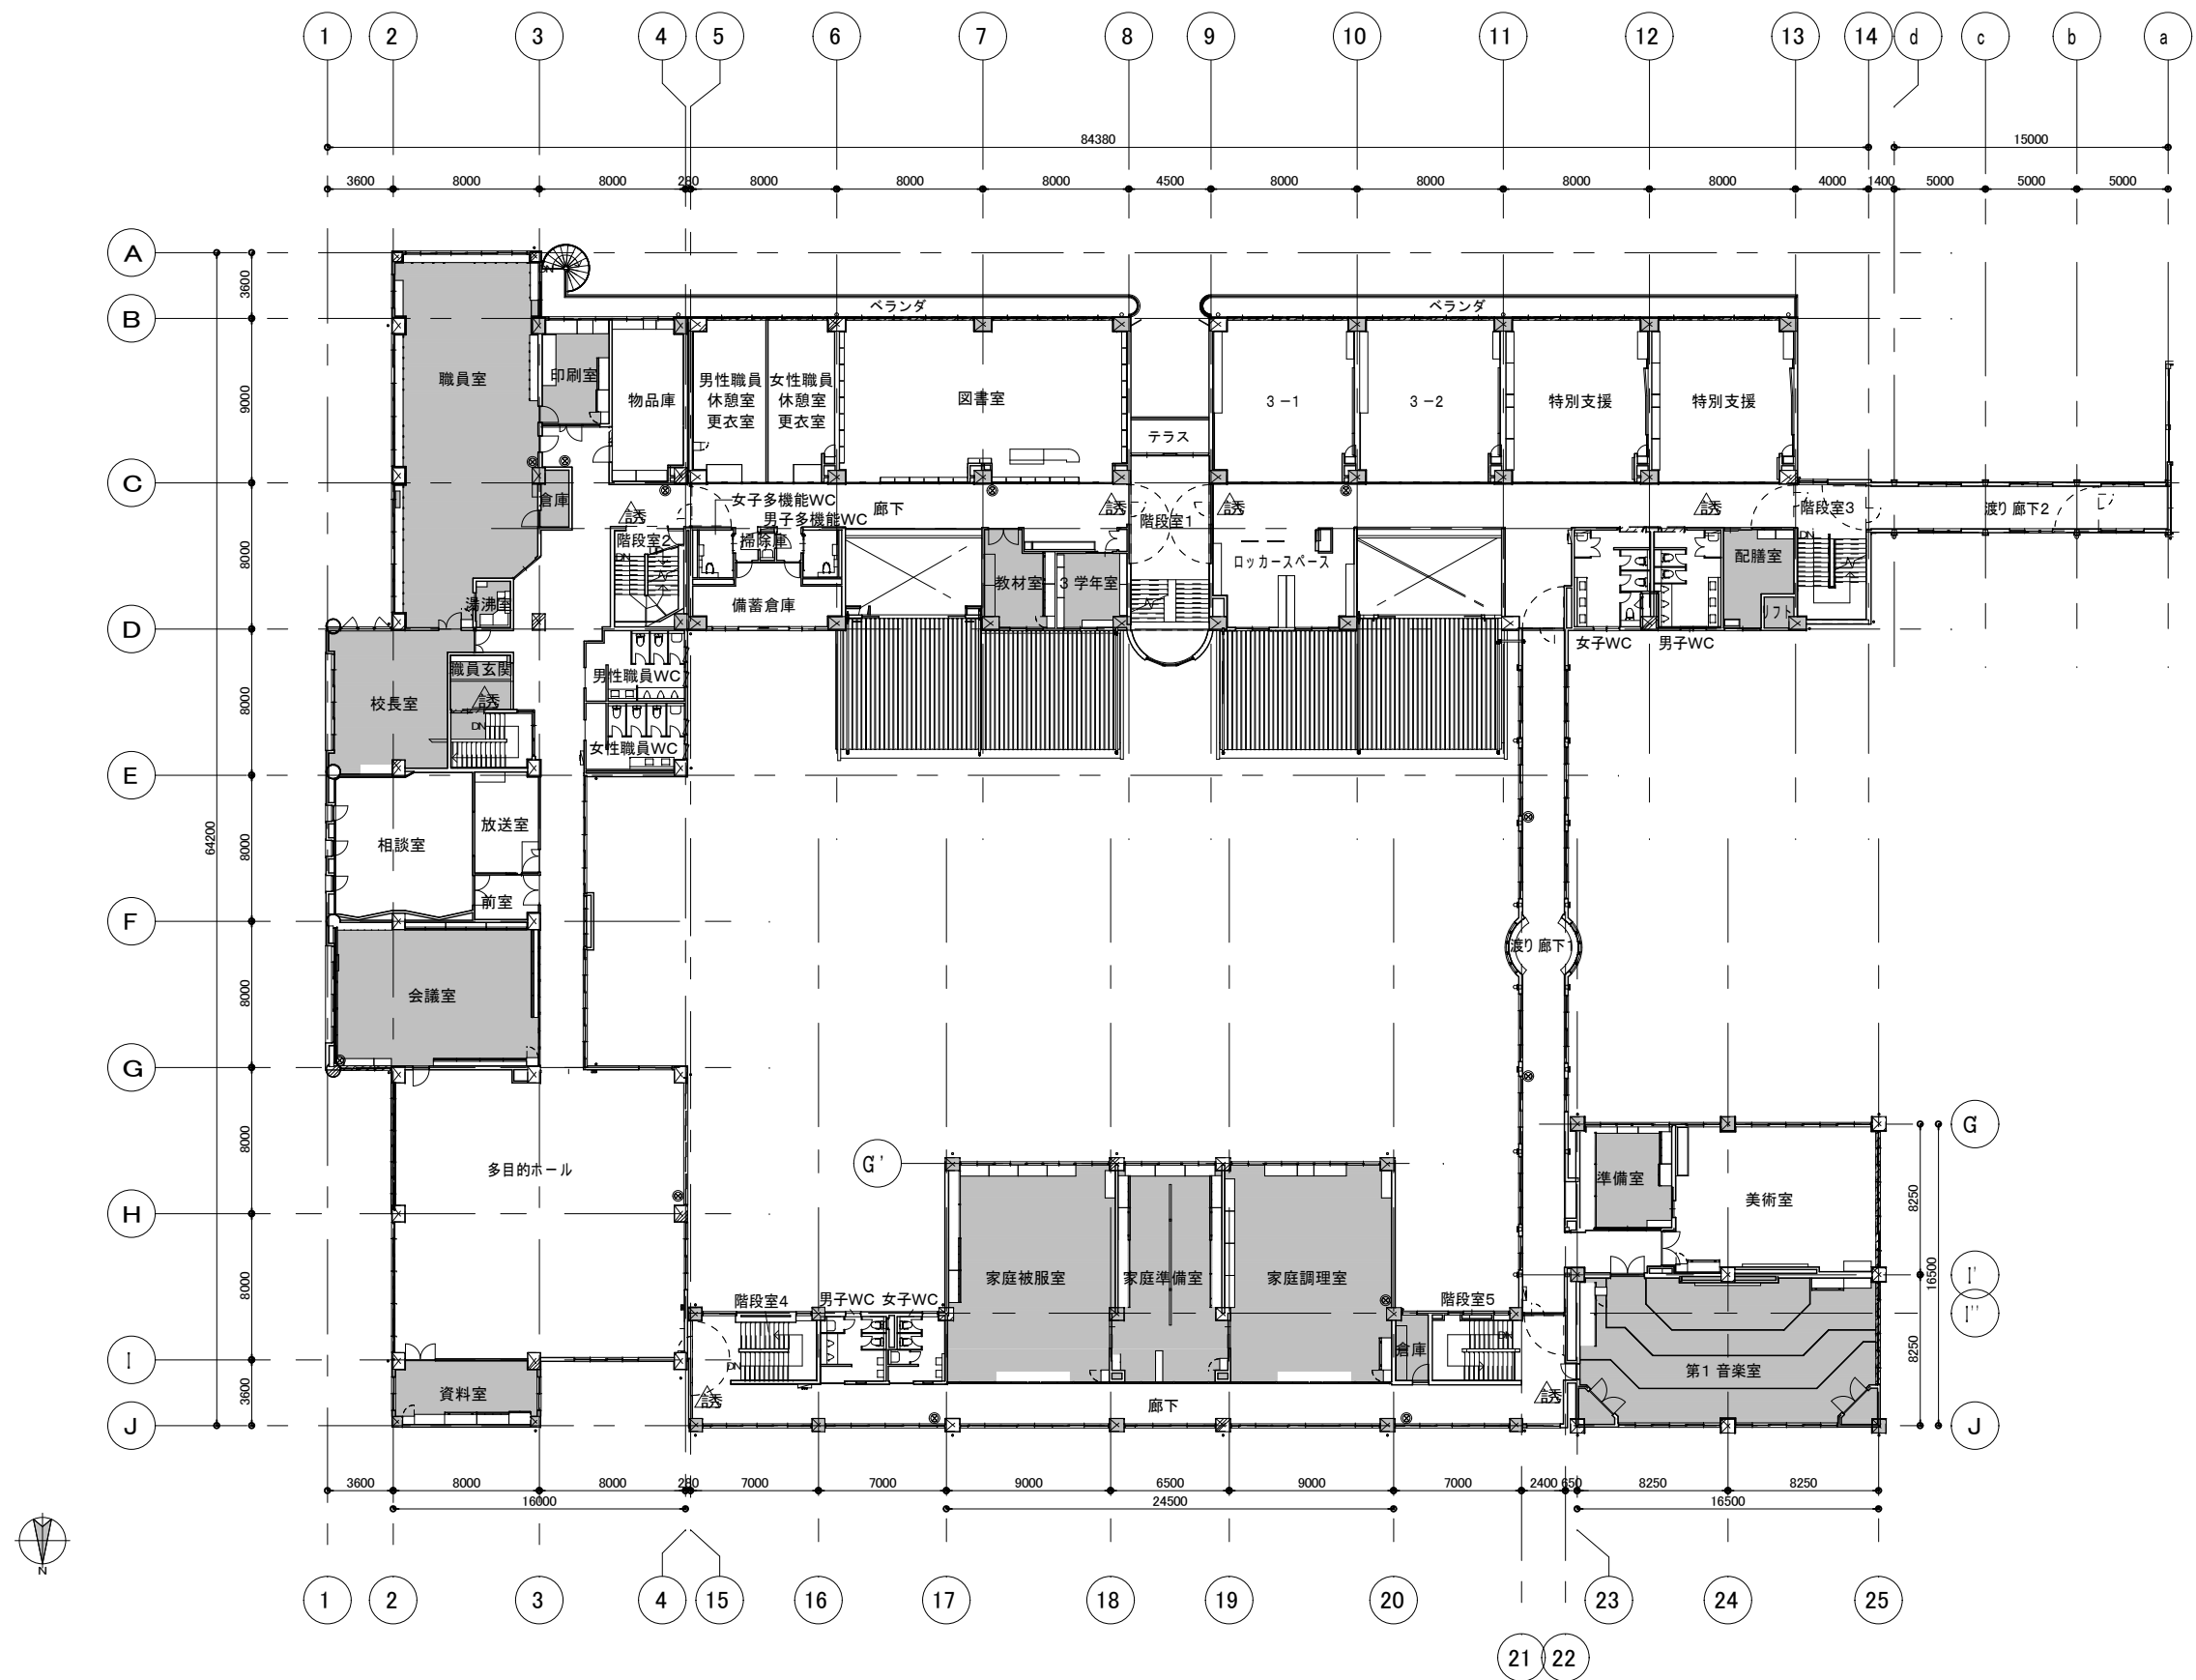 1 2 3 4 5 6 7 8 9 10 11 12 13 14 d c b a
84380 15000
3600 8000 8000 280 8000 8000 8000 4500 8000 8000 8000 8000 4000 1400 5000 5000 5000
A
B
C
D
E
F
G
H
I
J
64200
3600
9000
8000
8000
8000
8000
8000
8000
3600
ベランダ
ベランダ
職員室
印刷室
物品庫
男性職員
休憩室
更衣室
女性職員
休憩室
更衣室
図書室
テラス
3－1
3－2
特別支援
特別支援
倉庫
誘
女子多機能WC
男子多機能WC
廊下
誘
階段室1
誘
誘
階段室3
渡り廊下2
階段室2
DN
掃除庫
備蓄倉庫
教材室
3学年室
ロッカースペース
配膳室
リフト
DN
湯沸室
女子WC
男子WC
職員玄関
誘
DN
校長室
男性職員WC
女性職員WC
相談室
放送室
前室
渡り廊下1
会議室
多目的ホール
G'
準備室
美術室
G
8250
16500
I'
I''
8250
J
家庭被服室
家庭準備室
家庭調理室
階段室4
男子WC
女子WC
階段室5
DN
DN
倉庫
第1音楽室
資料室
誘
廊下
誘
3600 8000 8000 280 7000 7000 9000 6500 9000 7000 2400 650 8250 8250
16000 24500 16500
N
1 2 3 4 15 16 17 18 19 20 23 24 25
21 22